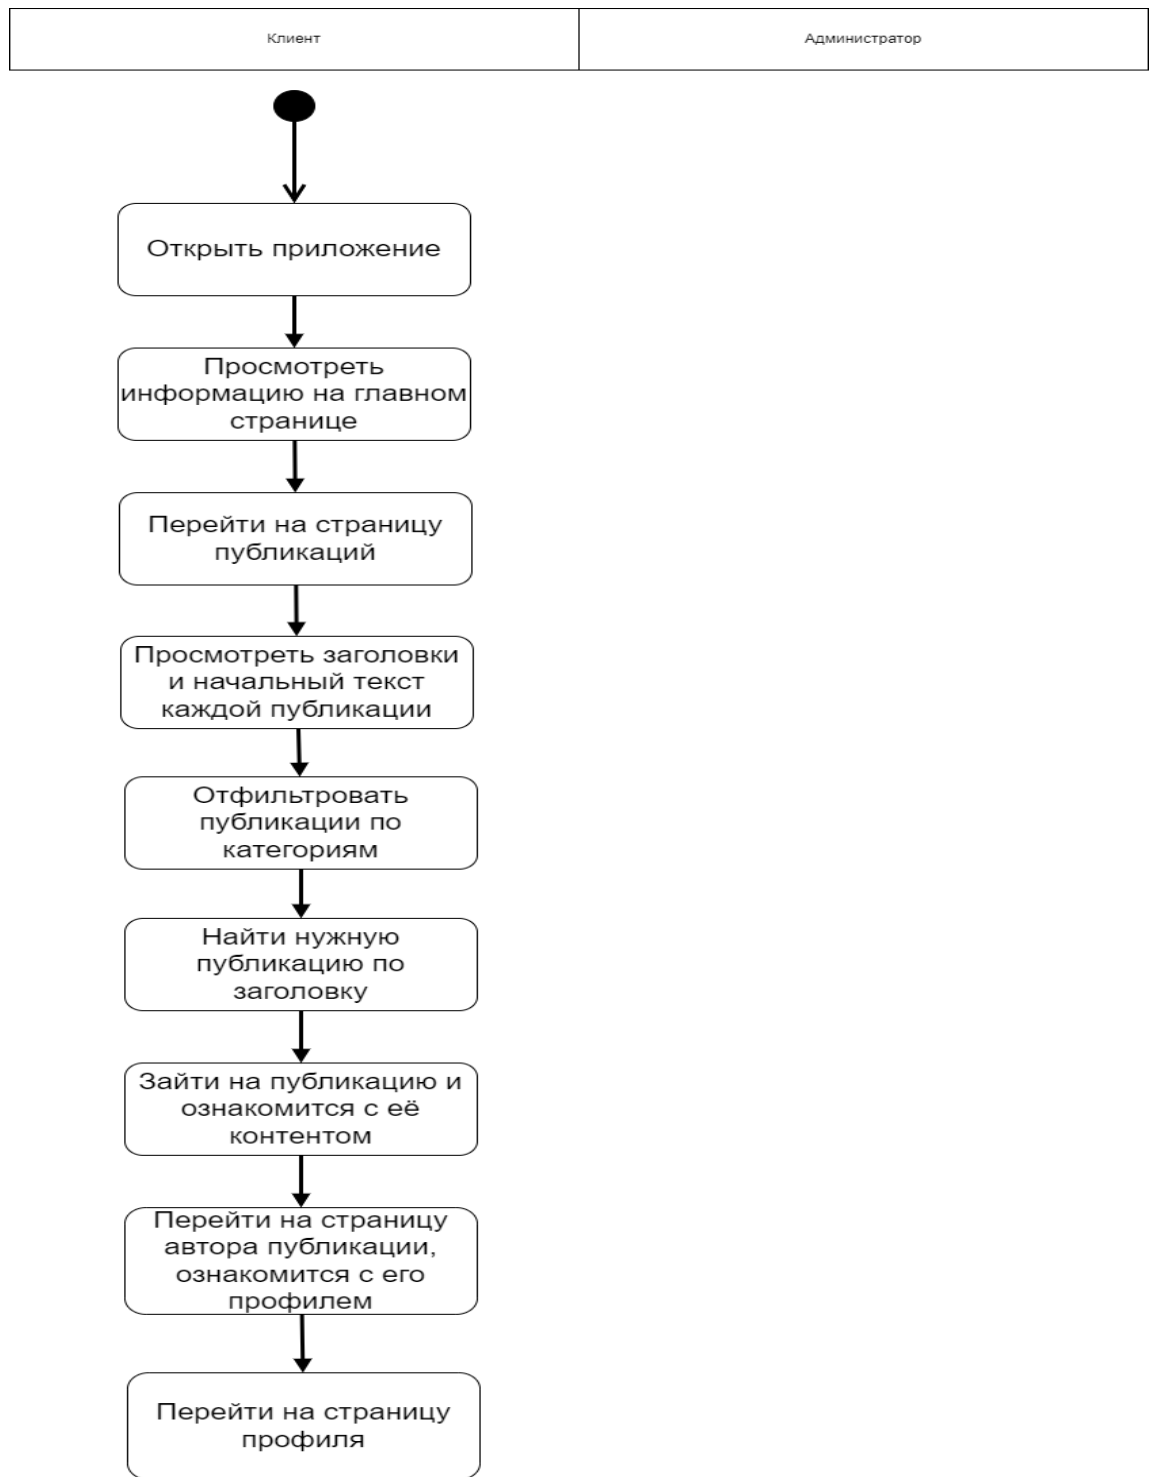 Клиент
Администратор
Открыть приложение
Просмотреть
информацию на главном
странице
Перейти на страницу
публикаций
Просмотреть заголовки
и начальный текст
каждой публикации
Отфильтровать
публикации по
категориям
Найти нужную
публикацию по
заголовку
Зайти на публикацию и
ознакомится с её
контентом
Перейти на страницу
автора публикации,
ознакомится с его
профилем
Перейти на страницу
профиля